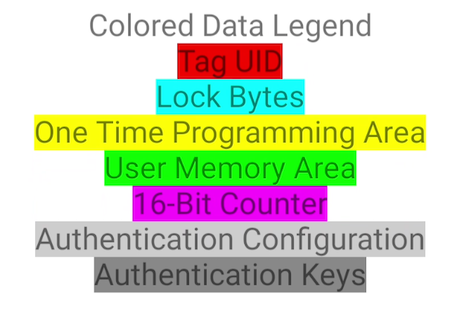 Colored Data Legend
Tag UID
Lock Bytes
One Time Programming Area
User Memory Area
16-Bit Counter
Authentication Configuration
Authentication Keys